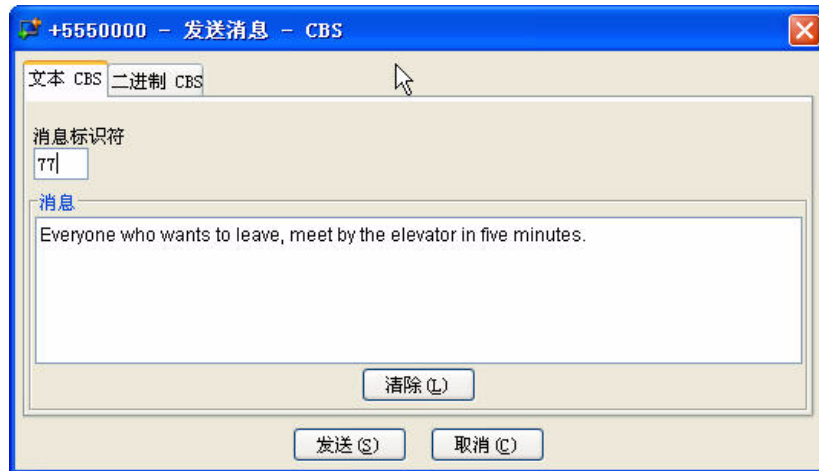 +5550000 - 发送消息 - CBS
文本 CBS 二进制 CBS
消息标识符
77
消息
Everyone who wants to leave, meet by the elevator in five minutes.
清除(L)
发送(S) 取消(C)